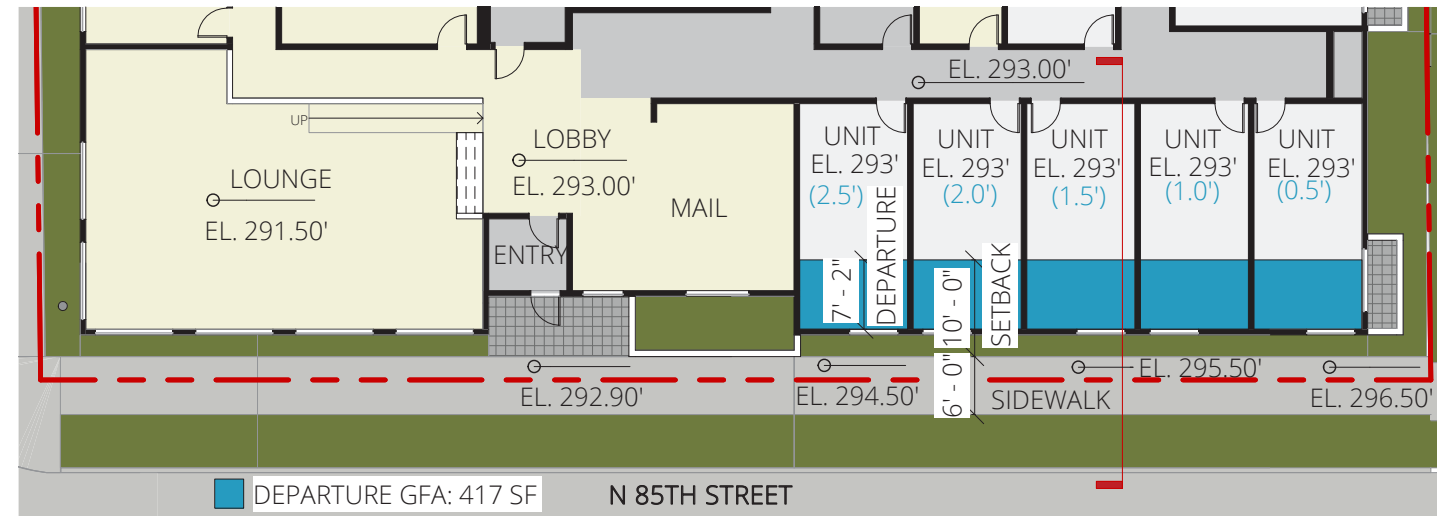 EL. 293.00'
UP
LOBBY
EL. 293.00'
LOUNGE
EL. 291.50'
MAIL
ENTRY
UNIT
EL. 293'
(2.5')
UNIT
EL. 293'
(2.0')
UNIT
EL. 293'
(1.5')
UNIT
EL. 293'
(1.0')
UNIT
EL. 293'
(0.5')
7' - 2"
DEPARTURE
10' - 0"
SETBACK
6' - 0"
SIDEWALK
EL. 292.90'
EL. 294.50'
EL. 295.50'
EL. 296.50'
DEPARTURE GFA: 417 SF
N 85TH STREET